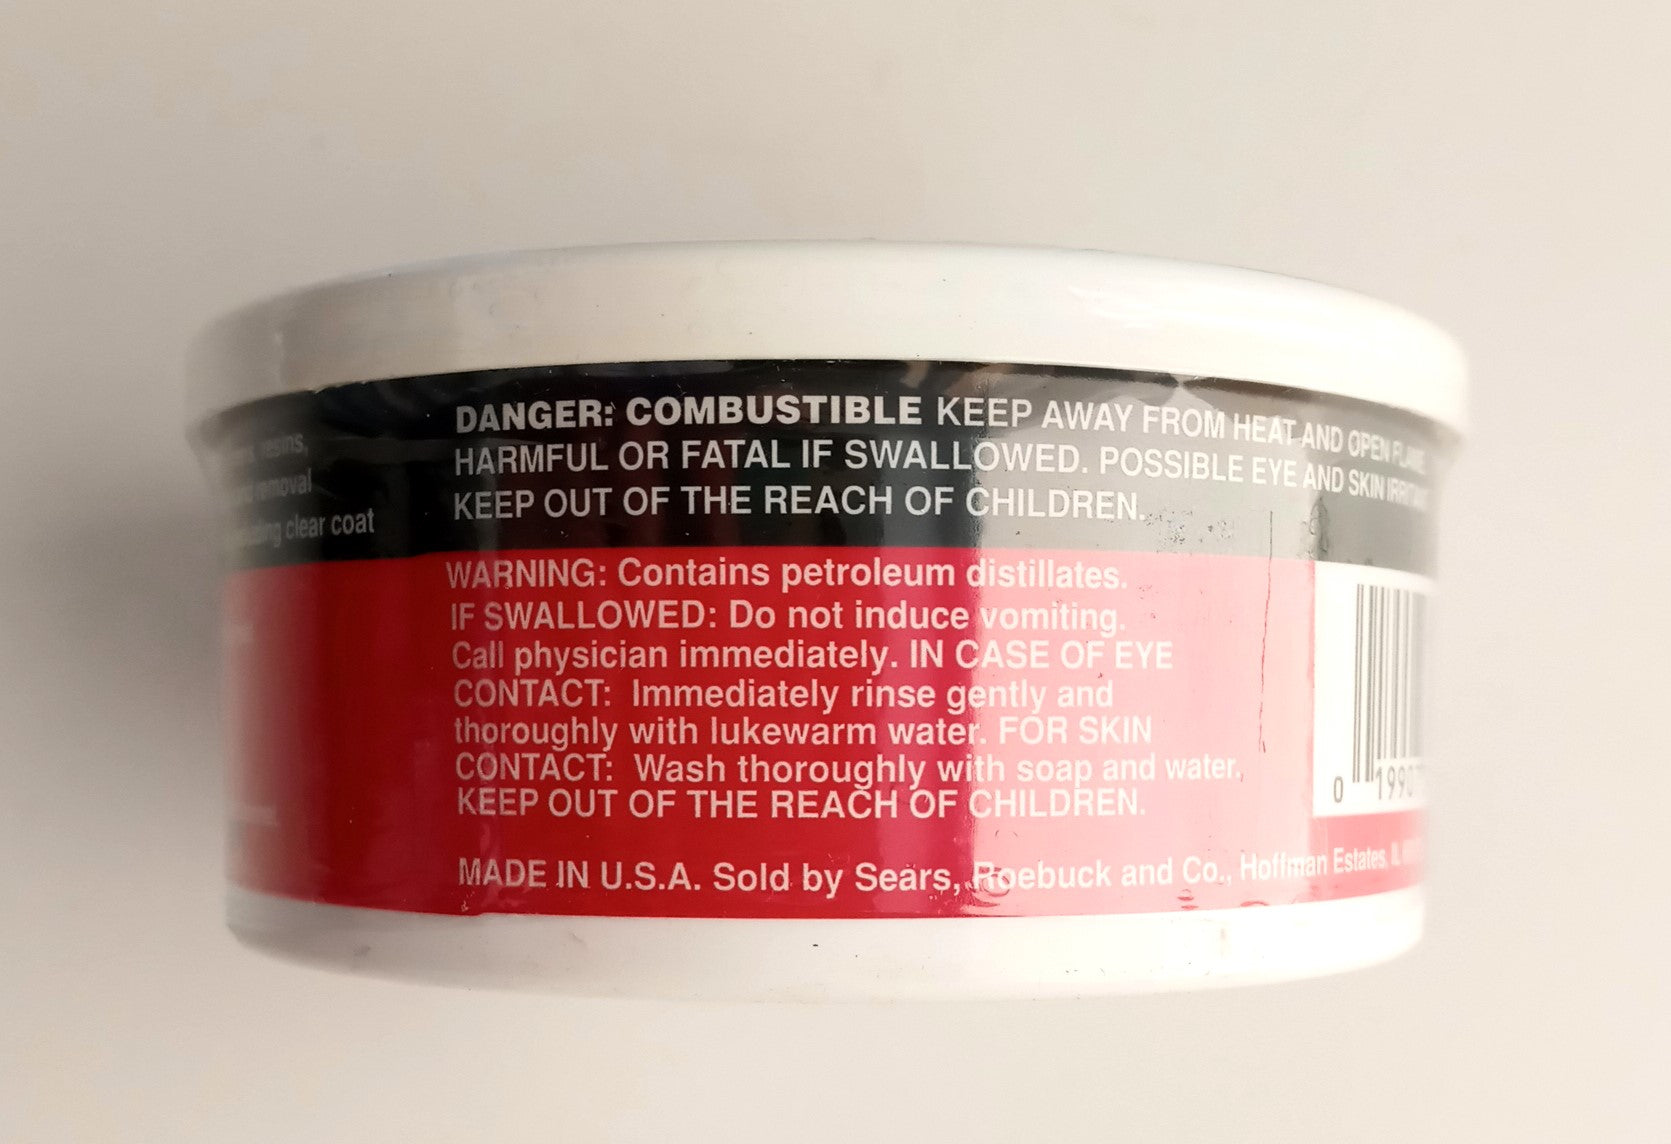 resins,
removal
clear coat
DANGER: COMBUSTIBLE KEEP AWAY FROM HEAT AND OPEN FLAME.
HARMFUL OR FATAL IF SWALLOWED. POSSIBLE EYE AND SKIN IRRITANT.
KEEP OUT OF THE REACH OF CHILDREN.
WARNING: Contains petroleum distillates.
IF SWALLOWED: Do not induce vomiting.
Call physician immediately. IN CASE OF EYE
CONTACT: Immediately rinse gently and
thoroughly with lukewarm water. FOR SKIN
CONTACT: Wash thoroughly with soap and water.
KEEP OUT OF THE REACH OF CHILDREN.
MADE IN U.S.A. Sold by Sears, Roebuck and Co., Hoffman Estates, IL
0 1990